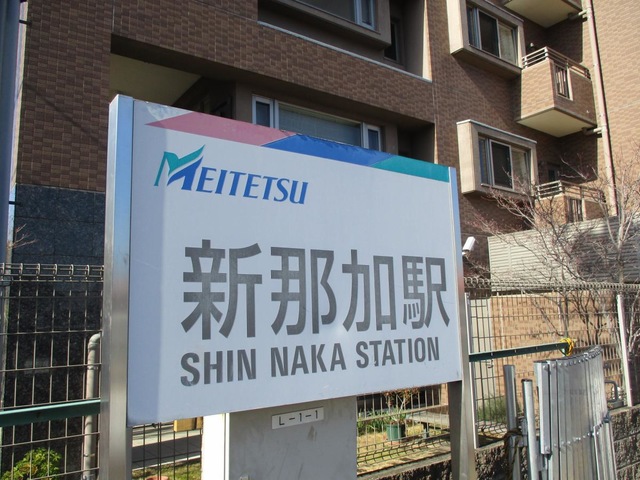 MEITETSU
新那加駅
SHIN NAKA STATION
L-1-1